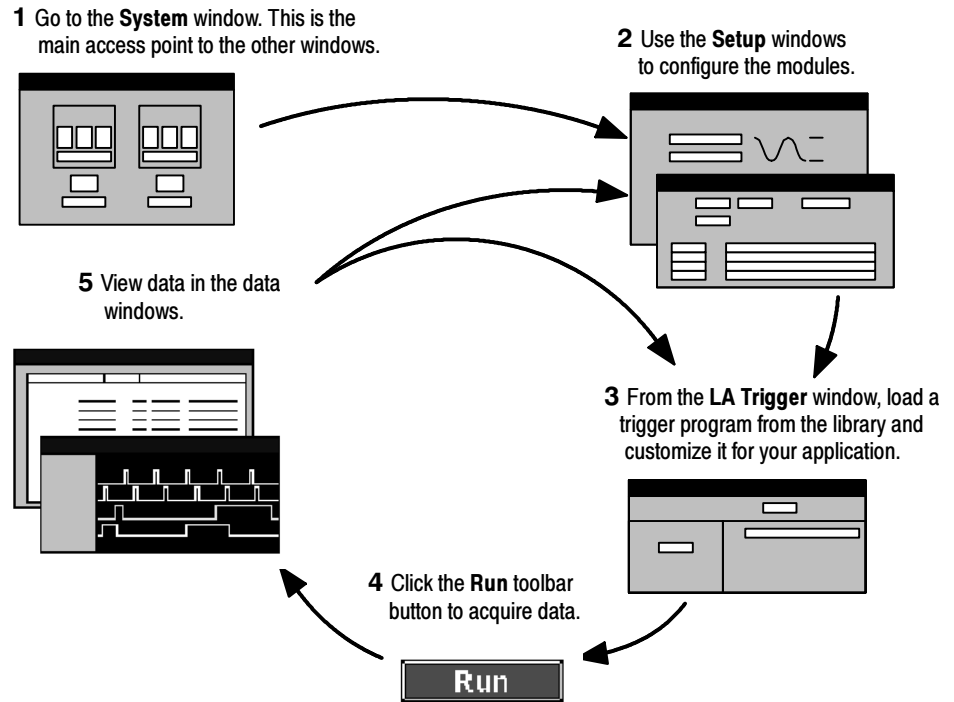 1 Go to the System window. This is the
main access point to the other windows.
2 Use the Setup windows
to configure the modules.
3 From the LA Trigger window, load a
trigger program from the library and
customize it for your application.
4 Click the Run toolbar
button to acquire data.
Run
5 View data in the data
windows.